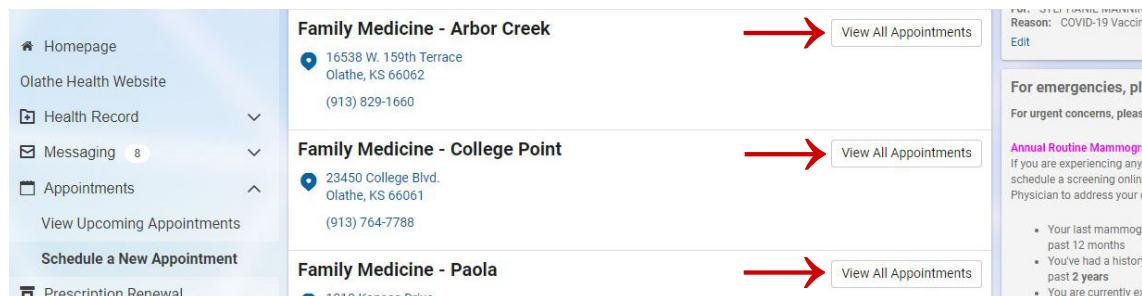 Homepage
Olathe Health Website
Health Record
Messaging 8
Appointments
View Upcoming Appointments
Schedule a New Appointment
Prescription Renewal
Family Medicine - Arbor Creek
View All Appointments
16538 W. 159th Terrace
Olathe, KS 66062
(913) 829-1660
Family Medicine - College Point
View All Appointments
23450 College Blvd.
Olathe, KS 66061
(913) 764-7788
Family Medicine - Paola
View All Appointments
Reason: COVID-19 Vaccin
Edit
For emergencies, pl
For urgent concerns, pleas
Annual Routine Mammogr
If you are experiencing any
schedule a screening onlin
Physician to address your
Your last mammog
past 12 months
You've had a history
past 2 years
You are currently e